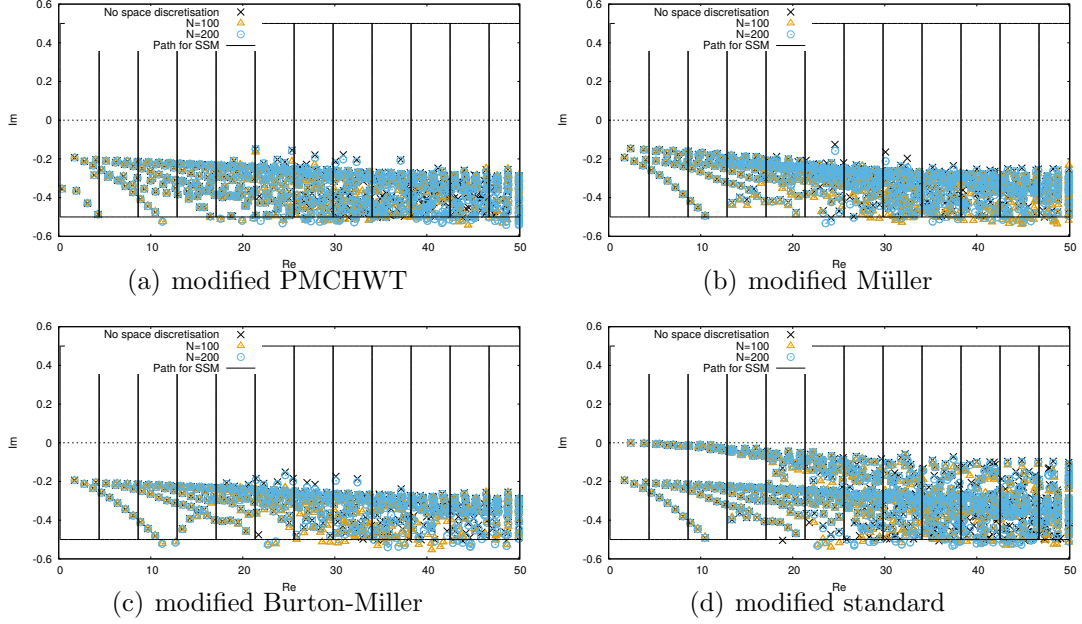 0.6
0.4
0.2
0
-0.2
-0.4
-0.6
Im
No space discretisation
N=100
N=200
Path for SSM
0 10 20 30 40 50
Re
(a) modified PMCHWT
0.6
0.4
0.2
0
-0.2
-0.4
-0.6
Im
No space discretisation
N=100
N=200
Path for SSM
0 10 20 30 40 50
Re
(b) modified Müller
0.6
0.4
0.2
0
-0.2
-0.4
-0.6
Im
No space discretisation
N=100
N=200
Path for SSM
0 10 20 30 40 50
Re
(c) modified Burton-Miller
0.6
0.4
0.2
0
-0.2
-0.4
-0.6
Im
No space discretisation
N=100
N=200
Path for SSM
0 10 20 30 40 50
Re
(d) modified standard